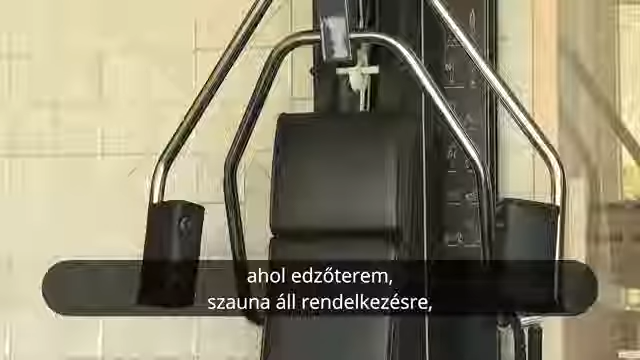 ahol edzőterem,
szauna áll rendelkezésre,